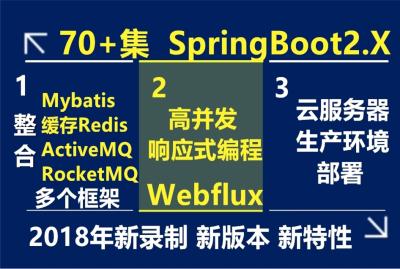 70+集 SpringBoot2.X
1
整合
Mybatis
缓存Redis
ActiveMQ
RocketMQ
多个框架
2
高并发
响应式编程
Webflux
3
云服务器
生产环境
部署
2018年新录制 新版本 新特性